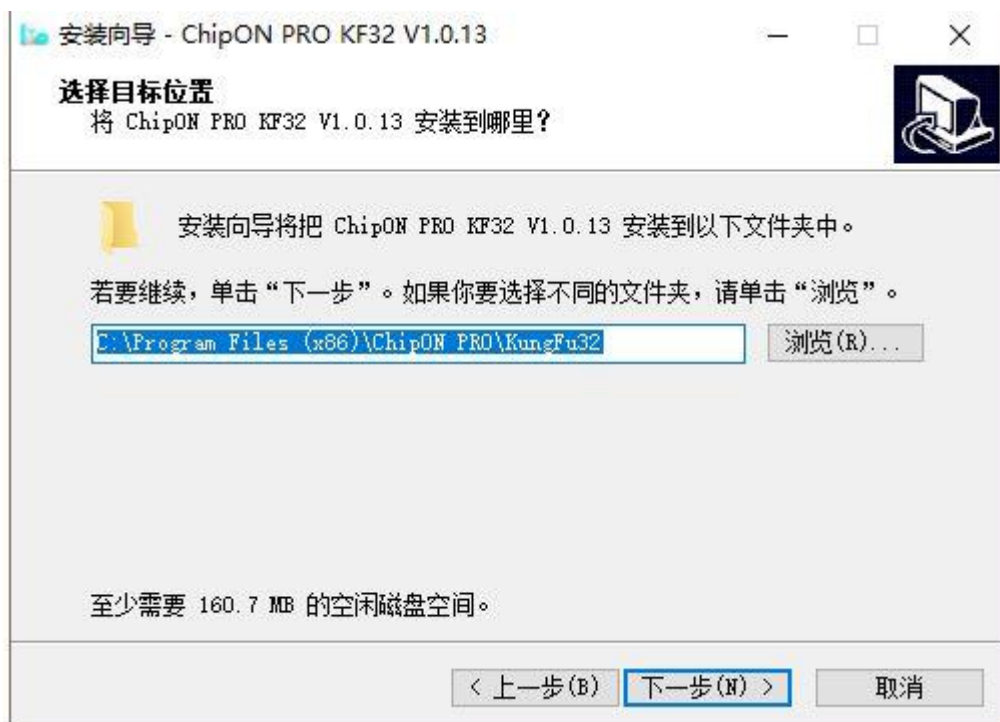 安装向导 - ChipON PRO KF32 V1.0.13
选择目标位置
将 ChipON PRO KF32 V1.0.13 安装到哪里?
安装向导将把 ChipON PRO KF32 V1.0.13 安装到以下文件夹中。
若要继续，单击“下一步”。如果你要选择不同的文件夹，请单击“浏览”。
C:\Program Files (x86)\ChipON PRO\KungFu32
浏览(R)...
至少需要 160.7 MB 的空闲磁盘空间。
< 上一步(B) 下一步(N) > 取消